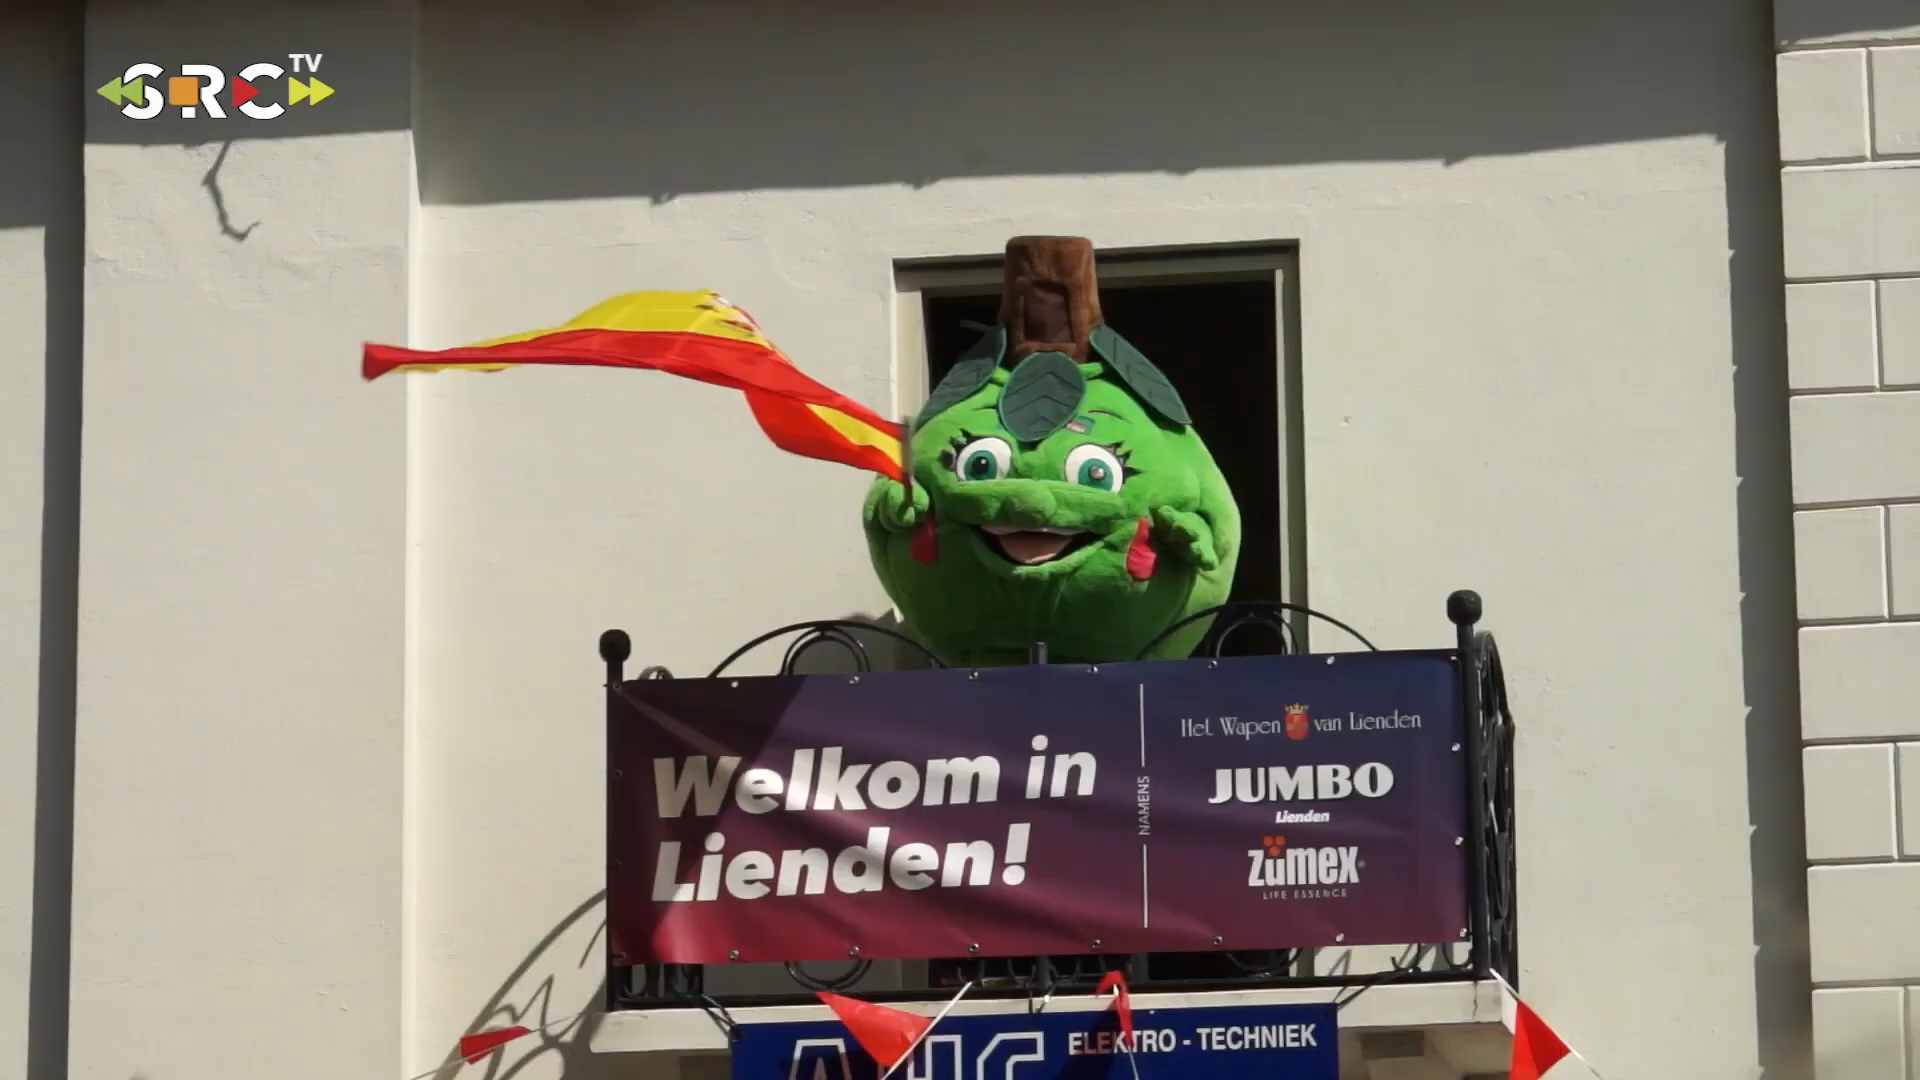 SRC TV
Welkom in
Lienden!
NAMENS
Het Wapen van Lienden
JUMBO
Lienden
Zumex
LIFE ESSENCE
ELEKTRO - TECHNIEK